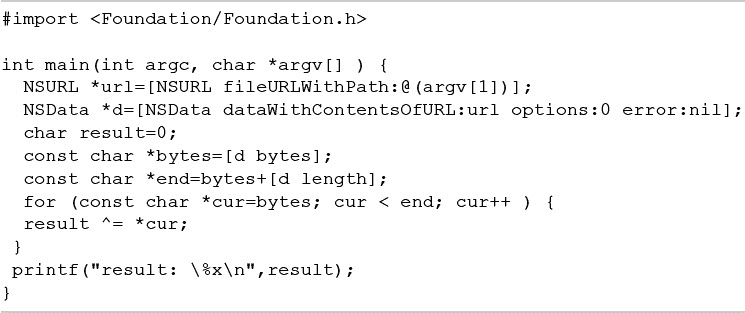 #import <Foundation/Foundation.h>

int main(int argc, char *argv[] ) {
  NSURL *url=[NSURL fileURLWithPath:@(argv[1])];
  NSData *d=[NSData dataWithContentsOfURL:url options:0 error:nil];
  char result=0;
  const char *bytes=[d bytes];
  const char *end=bytes+[d length];
  for (const char *cur=bytes; cur < end; cur++ ) {
  result ^= *cur;
 }
 printf("result: \%x\n",result);
}